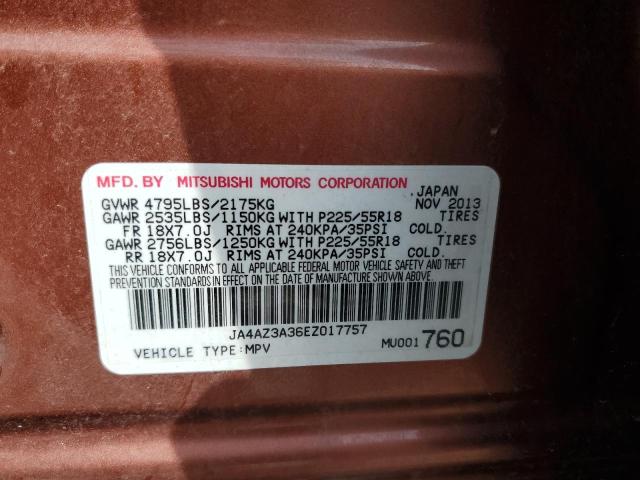 MFD. BY MITSUBISHI MOTORS CORPORATION JAPAN
GVWR 4795LBS/2175KG NOV 2013
GAWR 2535LBS/1150KG WITH P225/55R18 TIRES
FR 18X7.0J RIMS AT 240KPA/35PSI COLD.
GAWR 2756LBS/1250KG WITH P225/55R18 TIRES
RR 18X7.0J RIMS AT 240KPA/35PSI COLD.
THIS VEHICLE CONFORMS TO ALL APPLICABLE FEDERAL MOTOR VEHICLE SAFETY AND THEFT
PREVENTION STANDARDS IN EFFECT ON THE DATE OF MANUFACTURE SHOWN ABOVE.
JA4AZ3A36EZ017757
VEHICLE TYPE:MPV MU001760